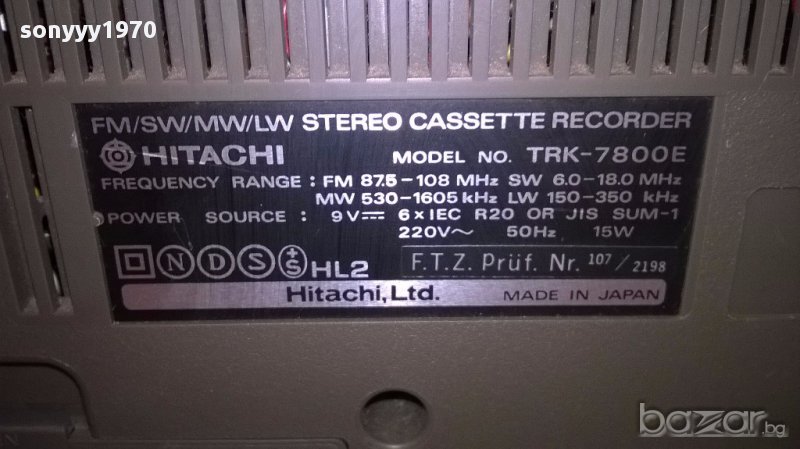 sonyyy1970
FM/SW/MW/LW STEREO CASSETTE RECORDER
HITACHI MODEL NO. TRK-7800E
FREQUENCY RANGE : FM 87.5-108 MHz SW 6.0-18.0 MHz
MW 530-1605 kHz LW 150-350 kHz
POWER SOURCE : 9V⎓ 6 x IEC R20 OR JIS SUM-1
220V~ 50Hz 15W
N D S +S HL2 F.T.Z. Prüf. Nr. 107/2198
Hitachi, Ltd. MADE IN JAPAN
bazar.bg